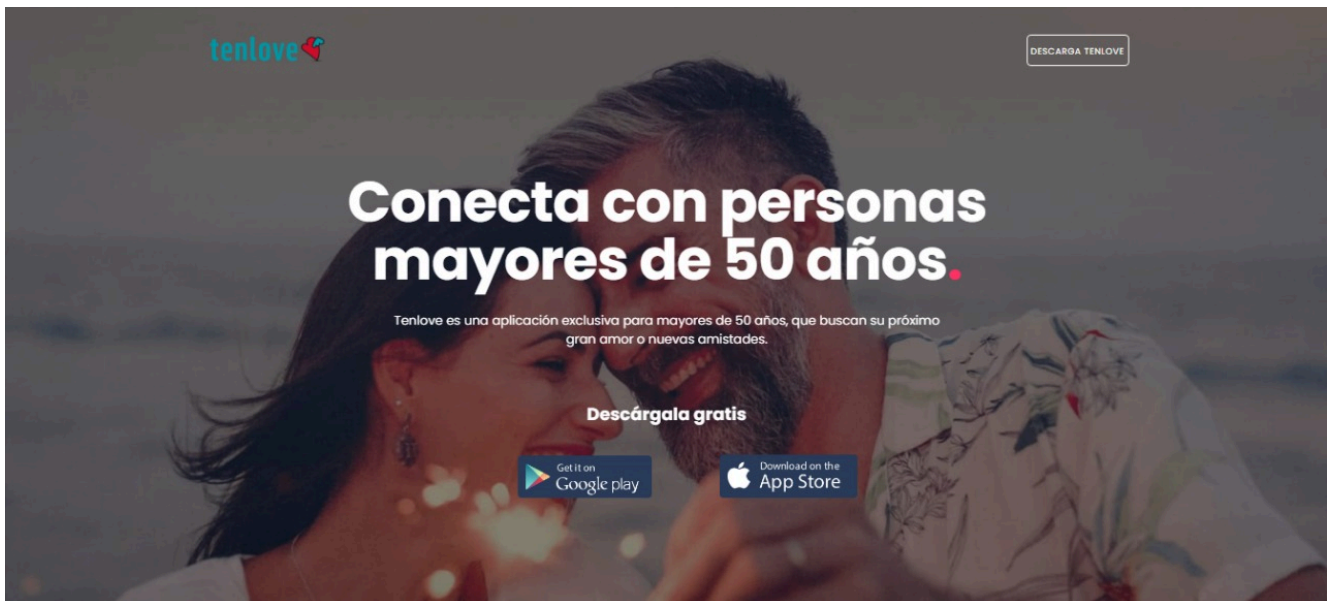 tenlove
DESCARGA TENLOVE
Conecta con personas
mayores de 50 años.
Tenlove es una aplicación exclusiva para mayores de 50 años, que buscan su próximo
gran amor o nuevas amistades.
Descárgala gratis
Get it on
Google play
Download on the
App Store